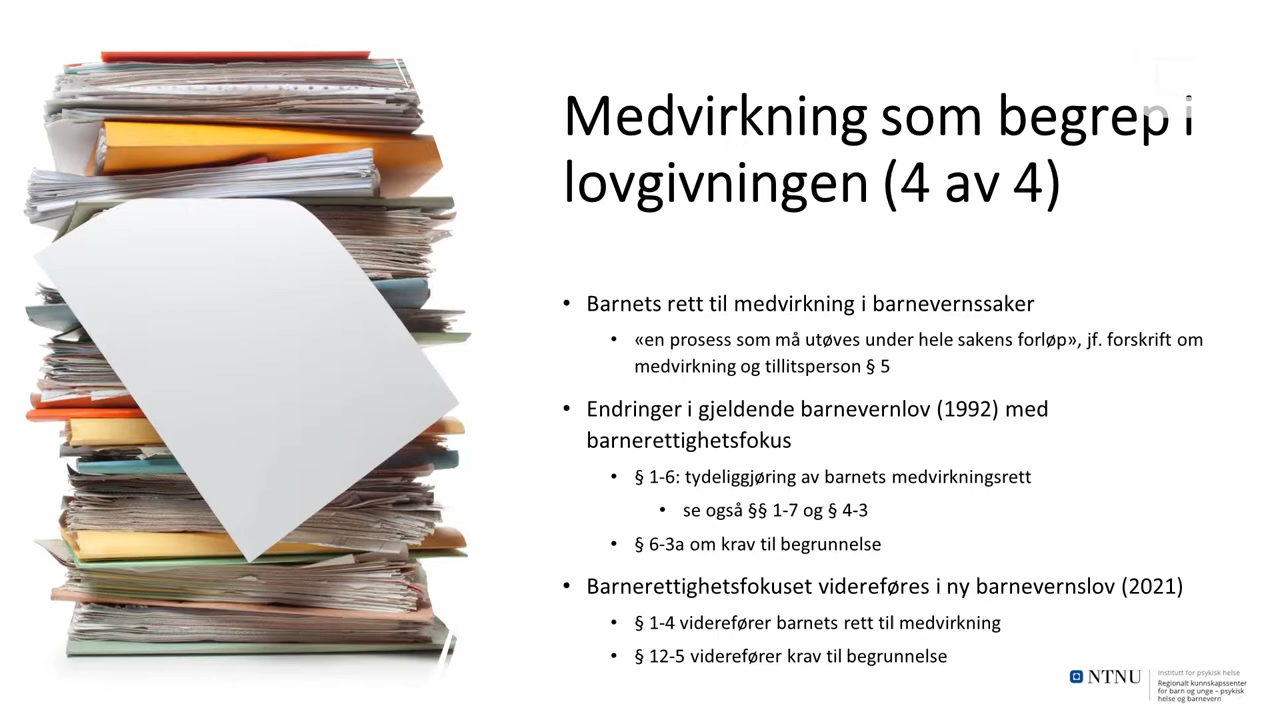 Medvirkning som begrep i
lovgivningen (4 av 4)
• Barnets rett til medvirkning i barnevernssaker
• «en prosess som må utøves under hele sakens forløp», jf. forskrift om
medvirkning og tillitsperson § 5
• Endringer i gjeldende barnevernlov (1992) med
barnerettighetsfokus
• § 1-6: tydeliggjøring av barnets medvirkningsrett
• se også §§ 1-7 og § 4-3
• § 6-3a om krav til begrunnelse
• Barnerettighetsfokuset videreføres i ny barnevernslov (2021)
• § 1-4 viderefører barnets rett til medvirkning
• § 12-5 viderefører krav til begrunnelse
NTNU
Institutt for psykisk helse
Regionalt kunnskapssenter
for barn og unge – psykisk
helse og barnevern